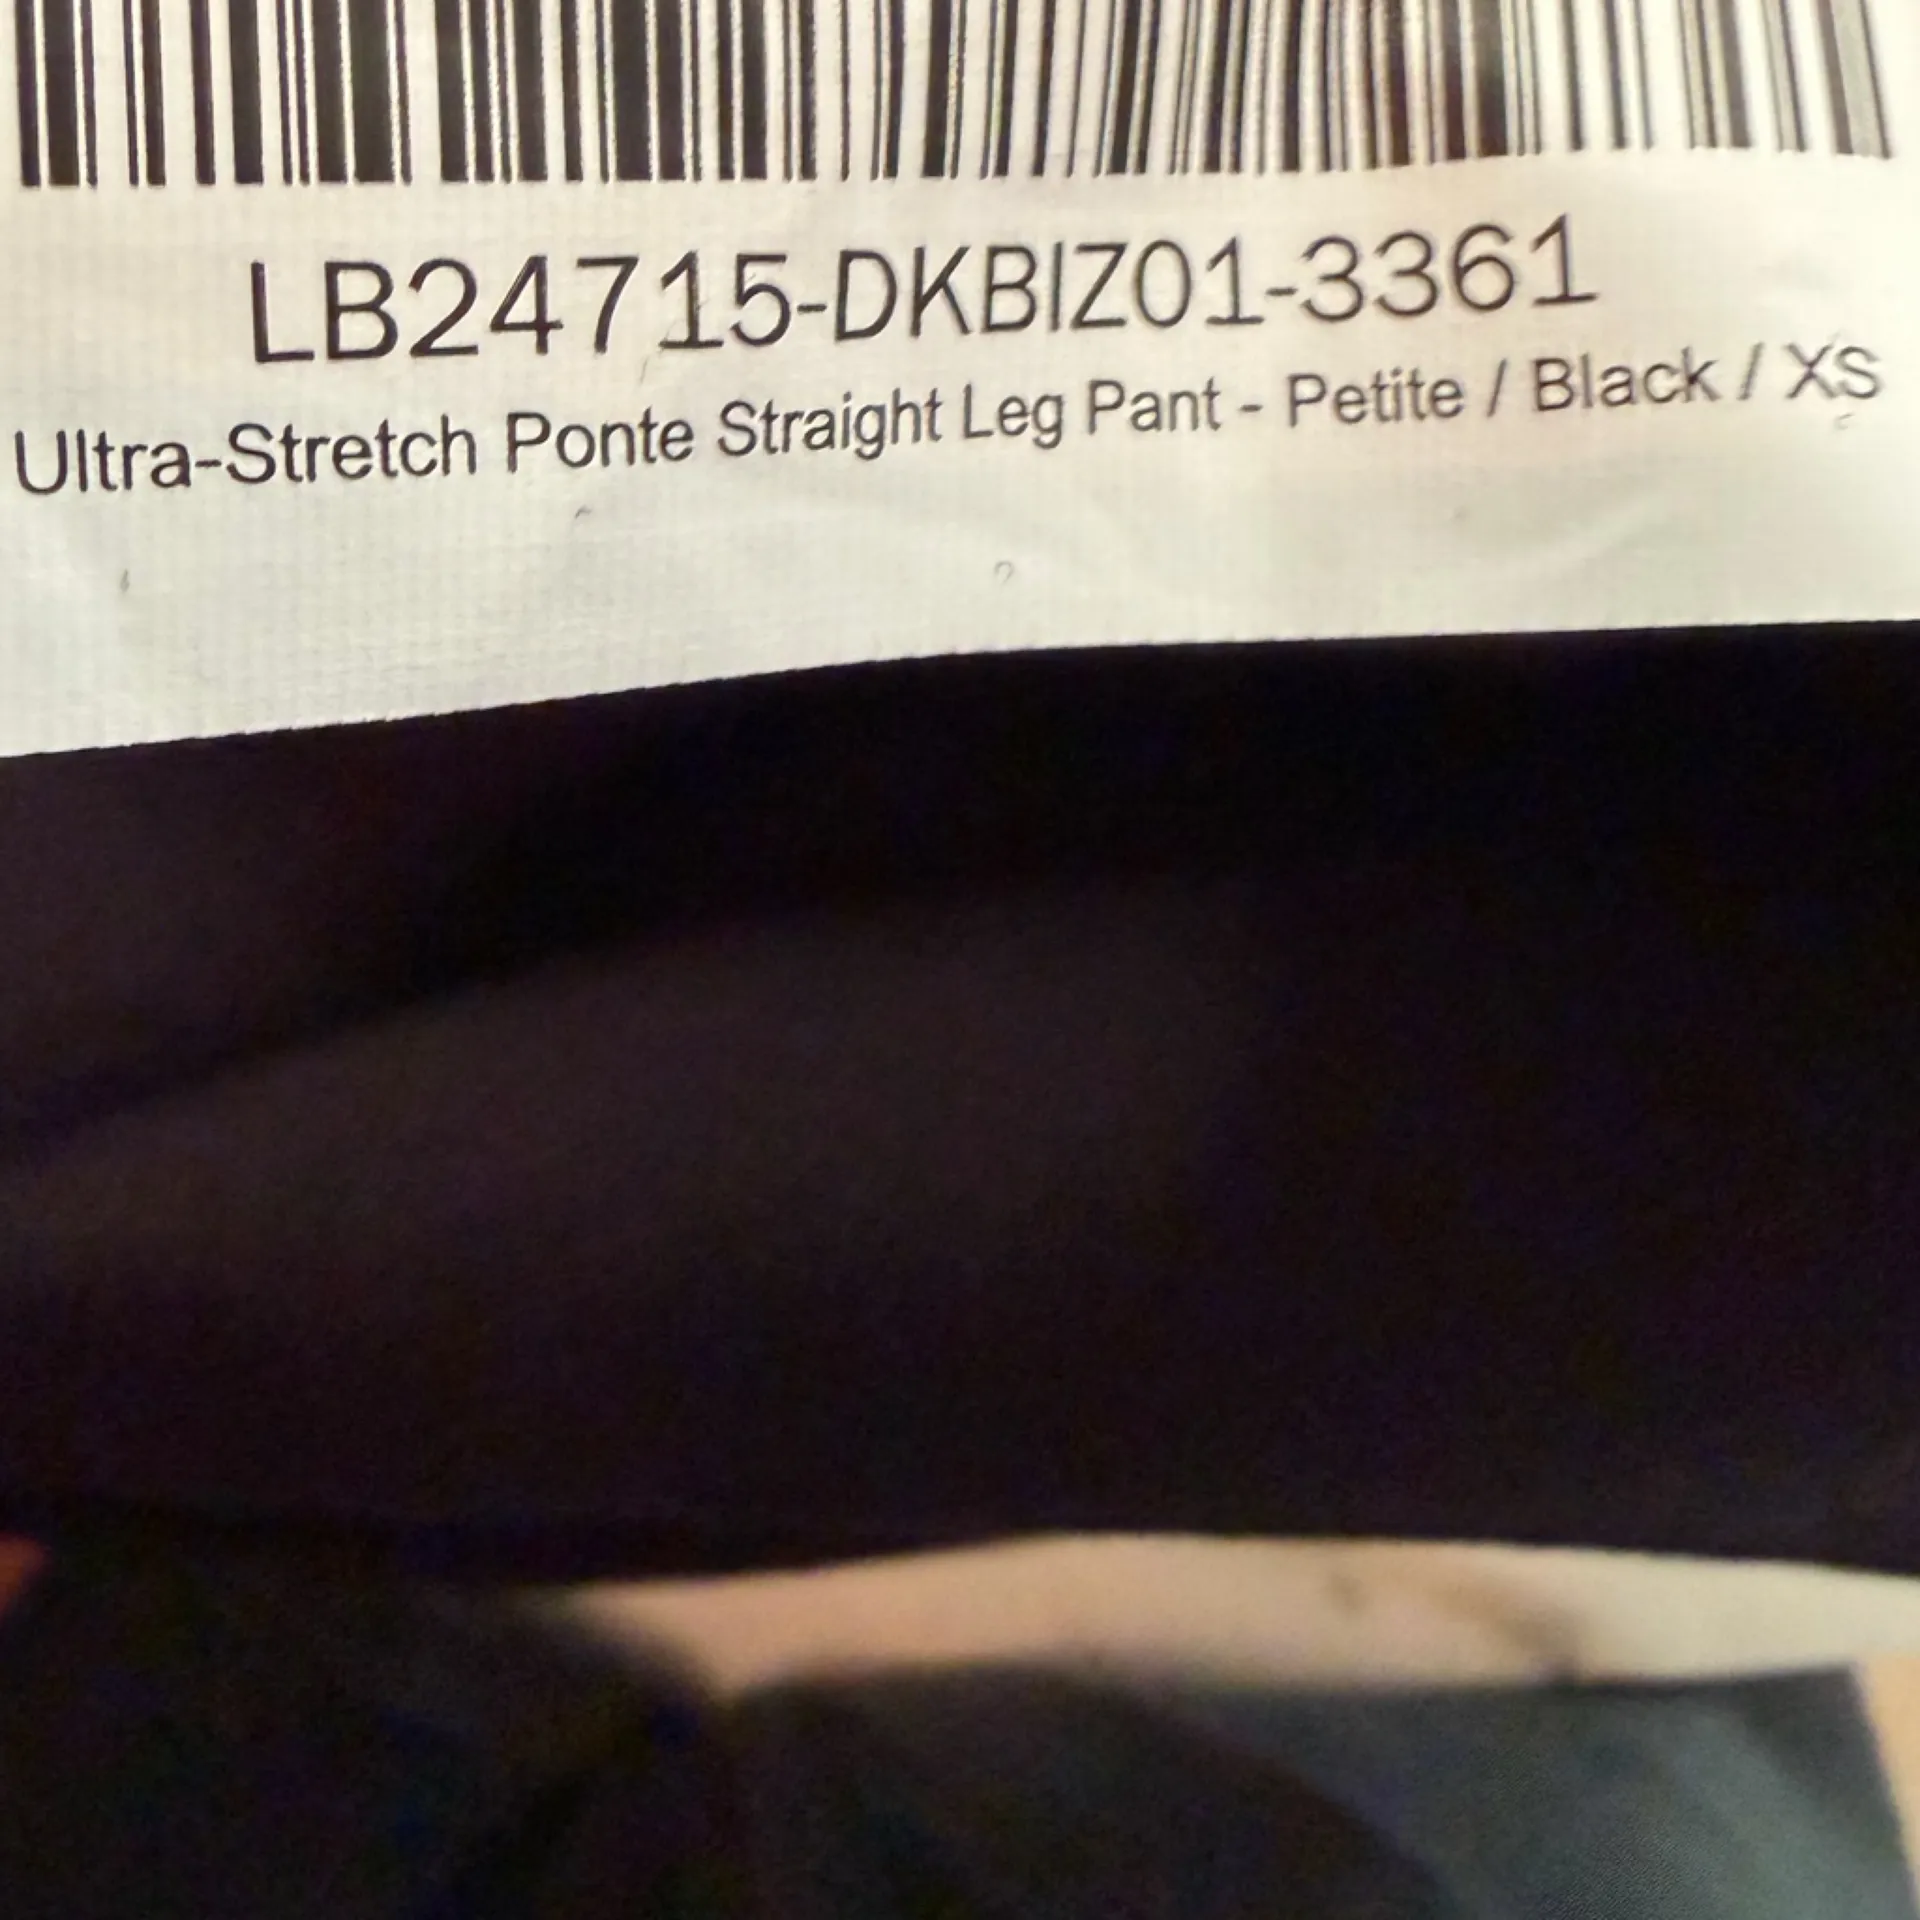 LB24715-DKBIZ01-3361
Ultra-Stretch Ponte Straight Leg Pant - Petite / Black / XS